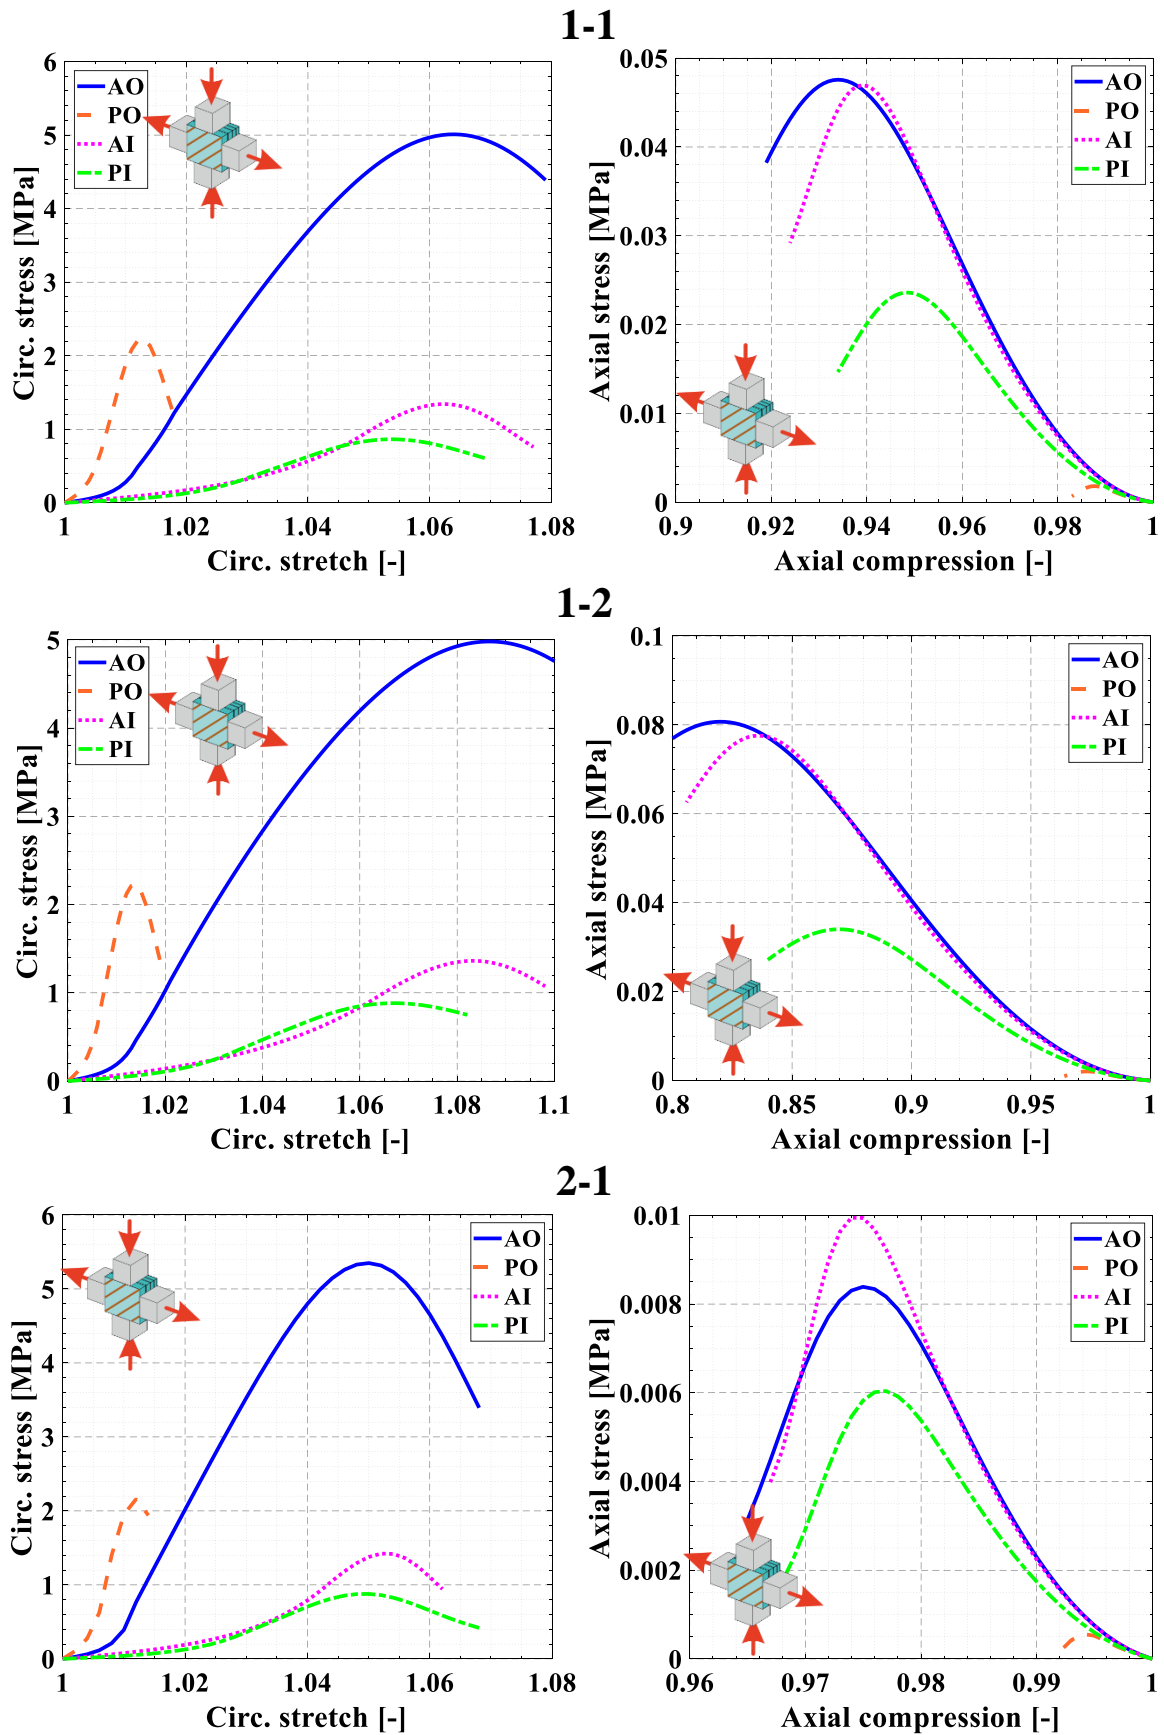 1-1
6
5
4
3
2
1
0
Circ. stress [MPa]
AO
PO
AI
PI
1 1.02 1.04 1.06 1.08
Circ. stretch [-]
0.05
0.04
0.03
0.02
0.01
0
Axial stress [MPa]
AO
PO
AI
PI
0.9 0.92 0.94 0.96 0.98 1
Axial compression [-]
1-2
5
4
3
2
1
0
Circ. stress [MPa]
AO
PO
AI
PI
1 1.02 1.04 1.06 1.08 1.1
Circ. stretch [-]
0.1
0.08
0.06
0.04
0.02
0
Axial stress [MPa]
AO
PO
AI
PI
0.8 0.85 0.9 0.95 1
Axial compression [-]
2-1
6
5
4
3
2
1
0
Circ. stress [MPa]
AO
PO
AI
PI
1 1.02 1.04 1.06 1.08
Circ. stretch [-]
0.01
0.008
0.006
0.004
0.002
0
Axial stress [MPa]
AO
PO
AI
PI
0.96 0.97 0.98 0.99 1
Axial compression [-]